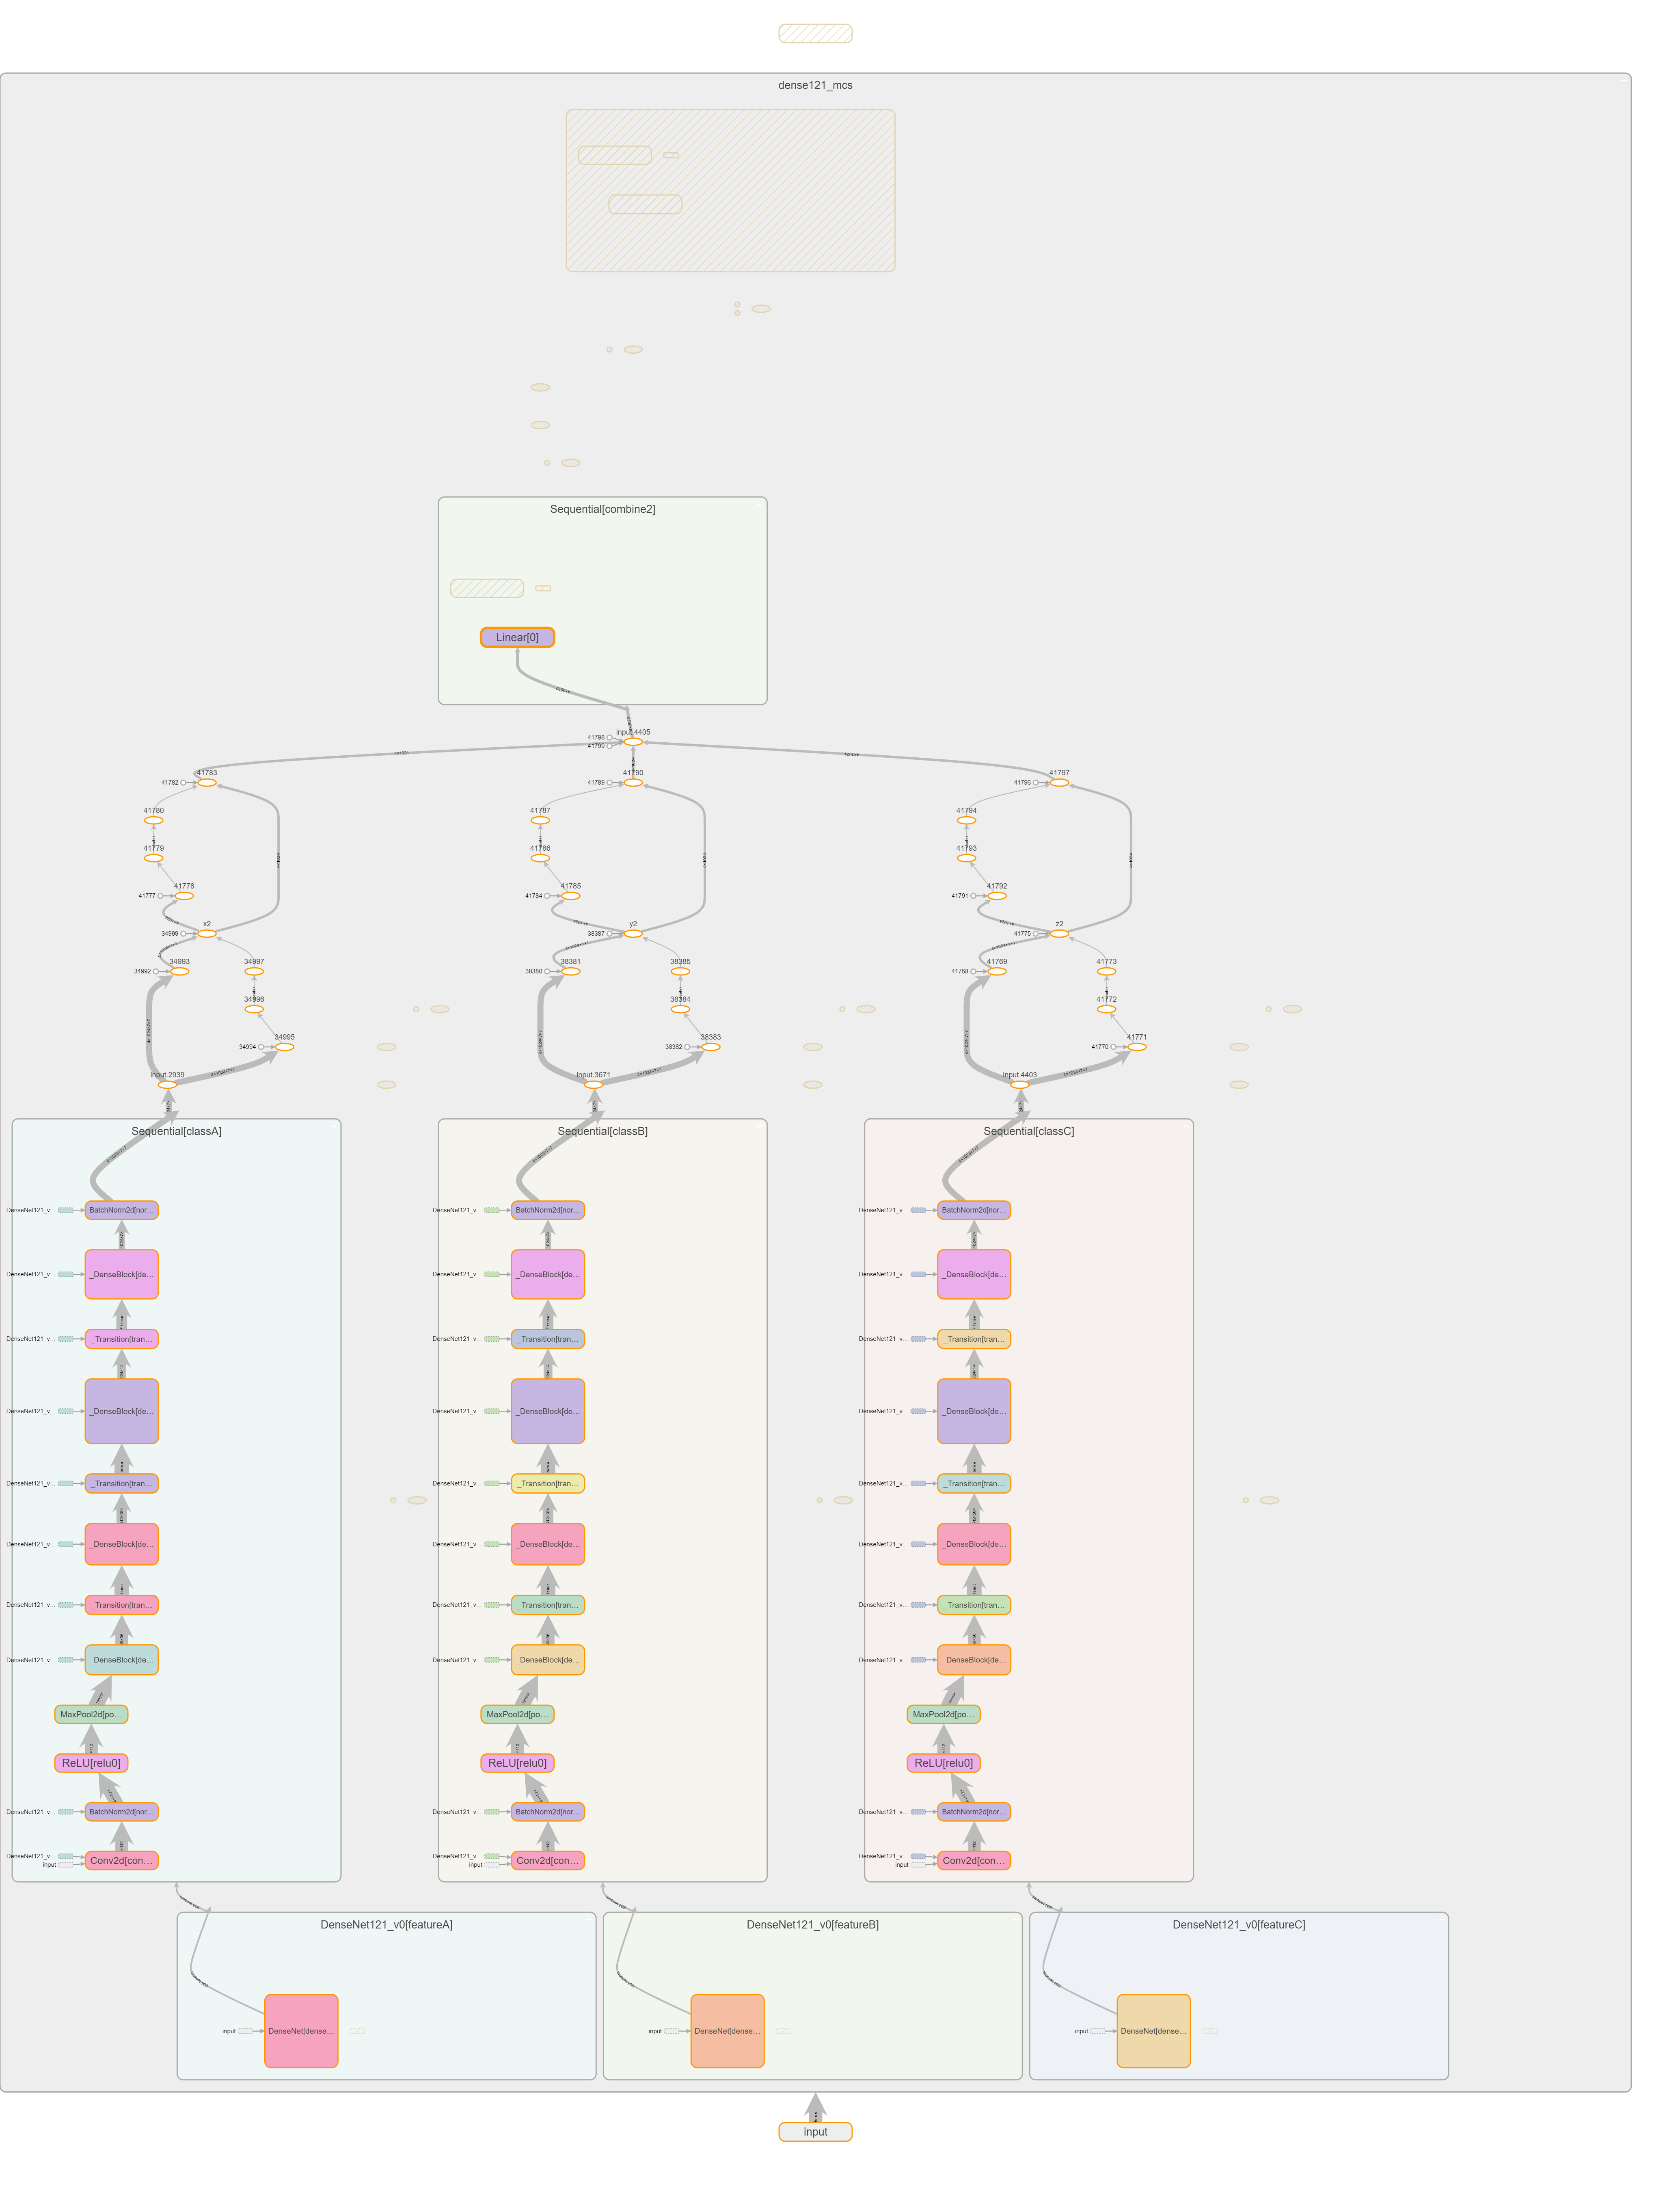 dense121_mcs
Sequential[combine2]
Linear[0]
input.4405
41798
41799
4×1024
4×1024
41783
41790
41797
41782
41789
41796
41780
41787
41794
41779
41786
41793
41778
41785
41792
41777
41784
41791
x2
y2
z2
34999
38387
41775
34993
34997
38381
38385
41769
41773
34992
38380
41768
34996
38384
41772
34995
38383
41771
34994
38382
41770
input.2939
input.3671
input.4403
Sequential[classA]
Sequential[classB]
Sequential[classC]
DenseNet121_v...
BatchNorm2d[nor...
DenseNet121_v...
BatchNorm2d[nor...
DenseNet121_v...
BatchNorm2d[nor...
DenseNet121_v...
_DenseBlock[de...
DenseNet121_v...
_DenseBlock[de...
DenseNet121_v...
_DenseBlock[de...
DenseNet121_v...
_Transition[tran...
DenseNet121_v...
_Transition[tran...
DenseNet121_v...
_Transition[tran...
DenseNet121_v...
_DenseBlock[de...
DenseNet121_v...
_DenseBlock[de...
DenseNet121_v...
_DenseBlock[de...
DenseNet121_v...
_Transition[tran...
DenseNet121_v...
_Transition[tran...
DenseNet121_v...
_Transition[tran...
DenseNet121_v...
_DenseBlock[de...
DenseNet121_v...
_DenseBlock[de...
DenseNet121_v...
_DenseBlock[de...
DenseNet121_v...
_Transition[tran...
DenseNet121_v...
_Transition[tran...
DenseNet121_v...
_Transition[tran...
DenseNet121_v...
_DenseBlock[de...
DenseNet121_v...
_DenseBlock[de...
DenseNet121_v...
_DenseBlock[de...
MaxPool2d[po...
MaxPool2d[po...
MaxPool2d[po...
ReLU[relu0]
ReLU[relu0]
ReLU[relu0]
DenseNet121_v...
BatchNorm2d[nor...
DenseNet121_v...
BatchNorm2d[nor...
DenseNet121_v...
BatchNorm2d[nor...
DenseNet121_v...
input
Conv2d[con...
DenseNet121_v...
input
Conv2d[con...
DenseNet121_v...
input
Conv2d[con...
DenseNet121_v0[featureA]
DenseNet121_v0[featureB]
DenseNet121_v0[featureC]
input
DenseNet[dense...
input
DenseNet[dense...
input
DenseNet[dense...
input